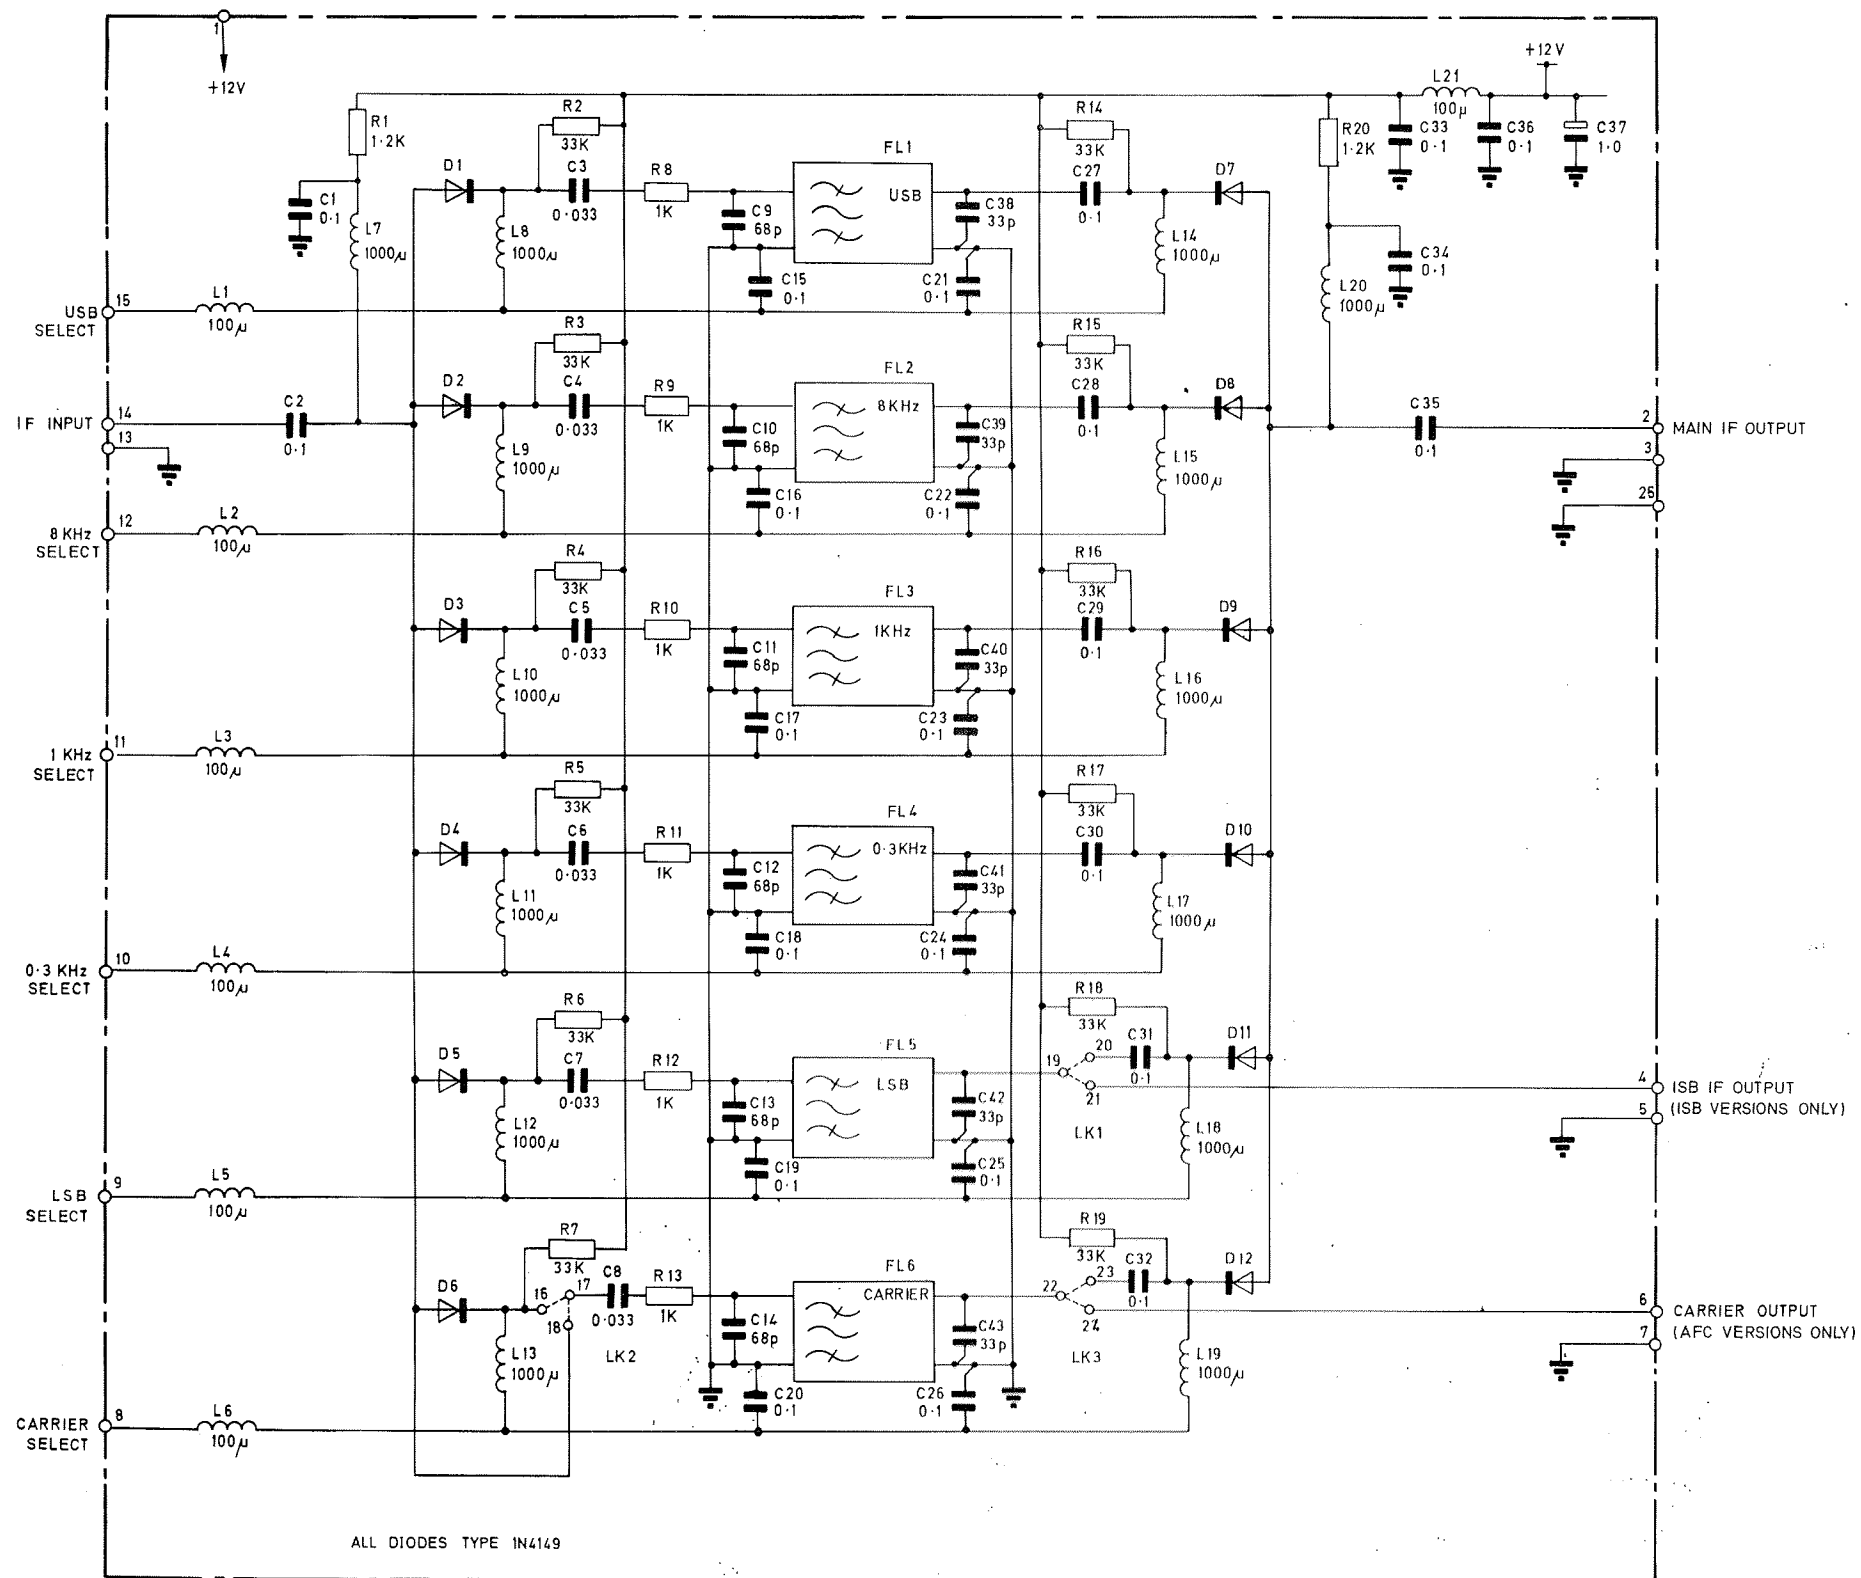 1
+12V
+12V
L21
100µ
R1
1·2K
R2
33K
R14
33K
R20
1·2K
C33
0·1
C36
0·1
C37
1·0
D1
C3
0·033
R8
1K
FL1
USB
C9
68p
C38
33p
C27
0·1
D7
C1
0·1
L7
1000µ
L8
1000µ
C15
0·1
C21
0·1
L14
1000µ
L20
1000µ
C34
0·1
USB
SELECT
15
L1
100µ
R3
33K
R15
33K
D2
C4
0·033
R9
1K
FL2
8KHz
C10
68p
C39
33p
C28
0·1
D8
IF INPUT
14
13
C2
0·1
C35
0·1
2
MAIN IF OUTPUT
3
25
L9
1000µ
C16
0·1
C22
0·1
L15
1000µ
8 KHz
SELECT
12
L2
100µ
R4
33K
R16
33K
D3
C5
0·033
R10
1K
FL3
1KHz
C11
68p
C40
33p
C29
0·1
D9
L10
1000µ
C17
0·1
C23
0·1
L16
1000µ
1 KHz
SELECT
11
L3
100µ
R5
33K
R17
33K
D4
C6
0·033
R11
1K
FL4
0·3KHz
C12
68p
C41
33p
C30
0·1
D10
L11
1000µ
C18
0·1
C24
0·1
L17
1000µ
0·3 KHz
SELECT
10
L4
100µ
R6
33K
R18
33K
D5
C7
0·033
R12
1K
FL5
LSB
C13
68p
C42
33p
19
20
21
LK1
C31
0·1
D11
4
ISB IF OUTPUT
(ISB VERSIONS ONLY)
5
L12
1000µ
C19
0·1
C25
0·1
L18
1000µ
LSB
SELECT
9
L5
100µ
R7
33K
R19
33K
D6
16
17
18
LK2
C8
0·033
R13
1K
FL6
CARRIER
C14
68p
C43
33p
22
23
24
LK3
C32
0·1
D12
6
CARRIER OUTPUT
(AFC VERSIONS ONLY)
7
L13
1000µ
C20
0·1
C26
0·1
L19
1000µ
CARRIER
SELECT
8
L6
100µ
ALL DIODES TYPE 1N4149